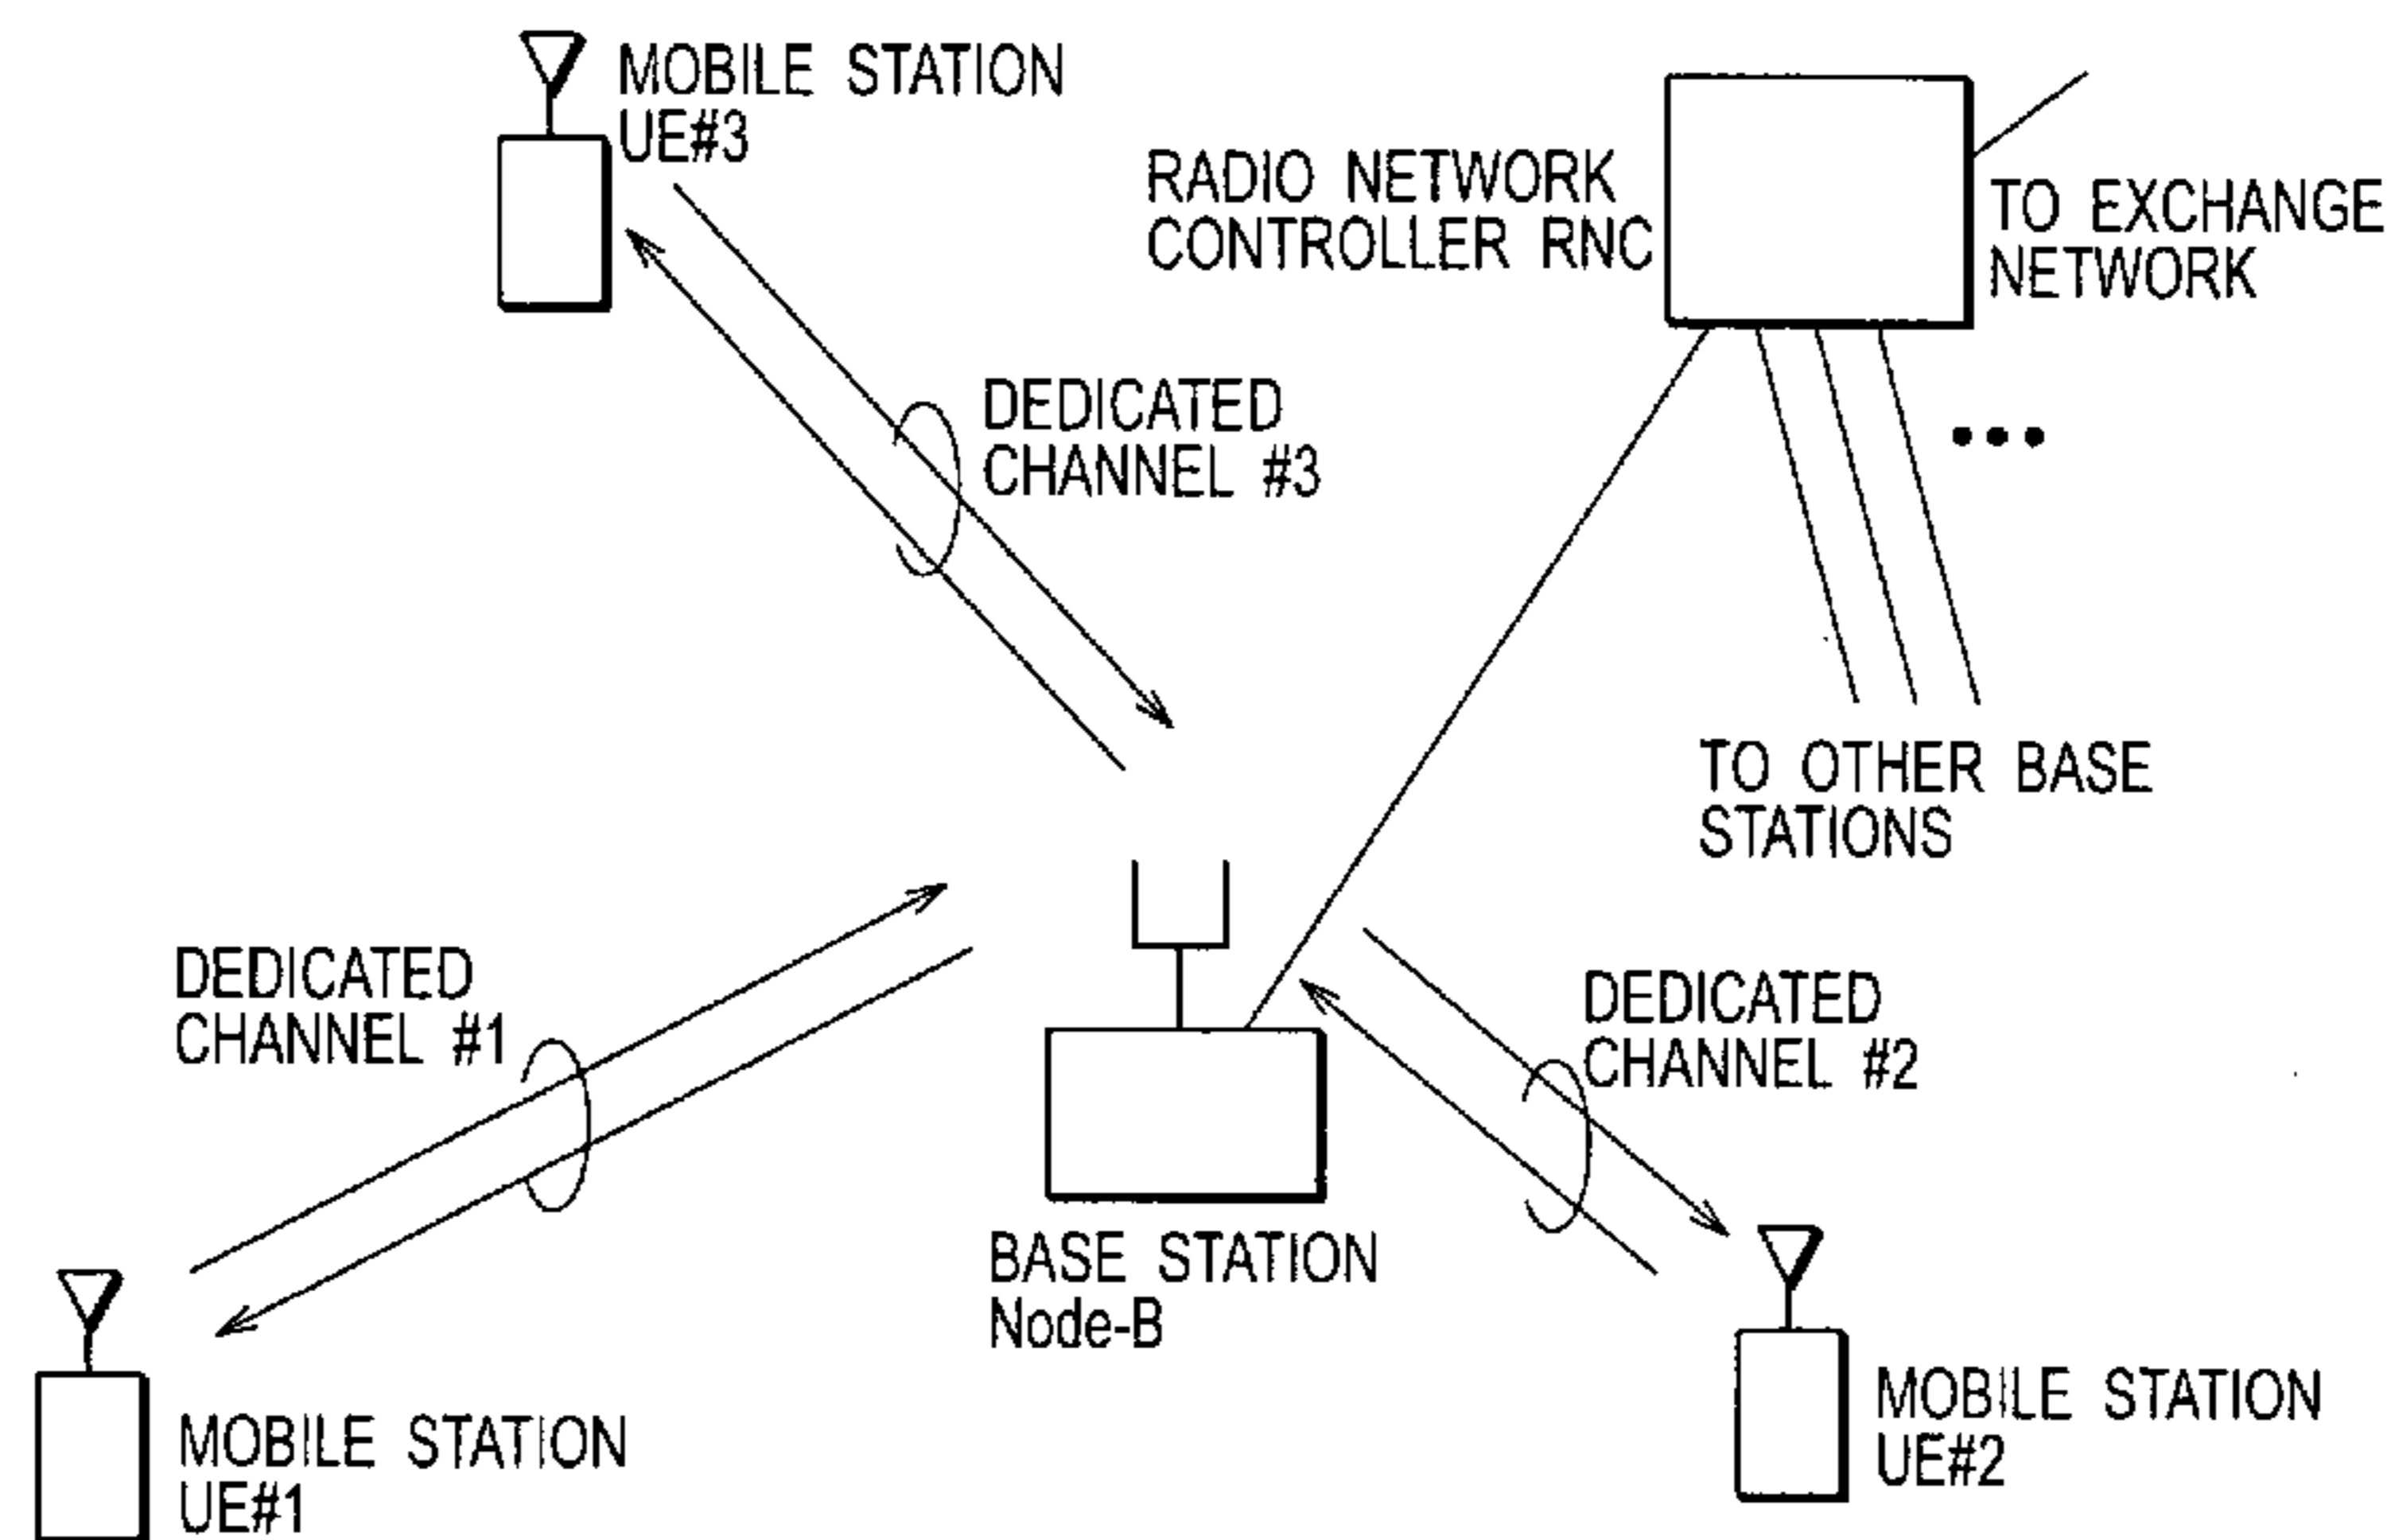 MOBILE STATION
UE#3
RADIO NETWORK
CONTROLLER RNC
TO EXCHANGE
NETWORK
DEDICATED
CHANNEL #3
•••
TO OTHER BASE
STATIONS
DEDICATED
CHANNEL #1
DEDICATED
CHANNEL #2
BASE STATION
Node-B
MOBILE STATION
UE#1
MOBILE STATION
UE#2